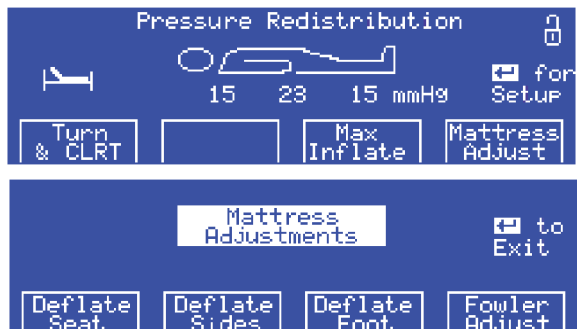 Pressure Redistribution
for
15 23 15 mmHg Setup
Turn & CLRT
Max Inflate
Mattress Adjust
Mattress Adjustments
to
Exit
Deflate Seat
Deflate Sides
Deflate Foot
Fowler Adjust